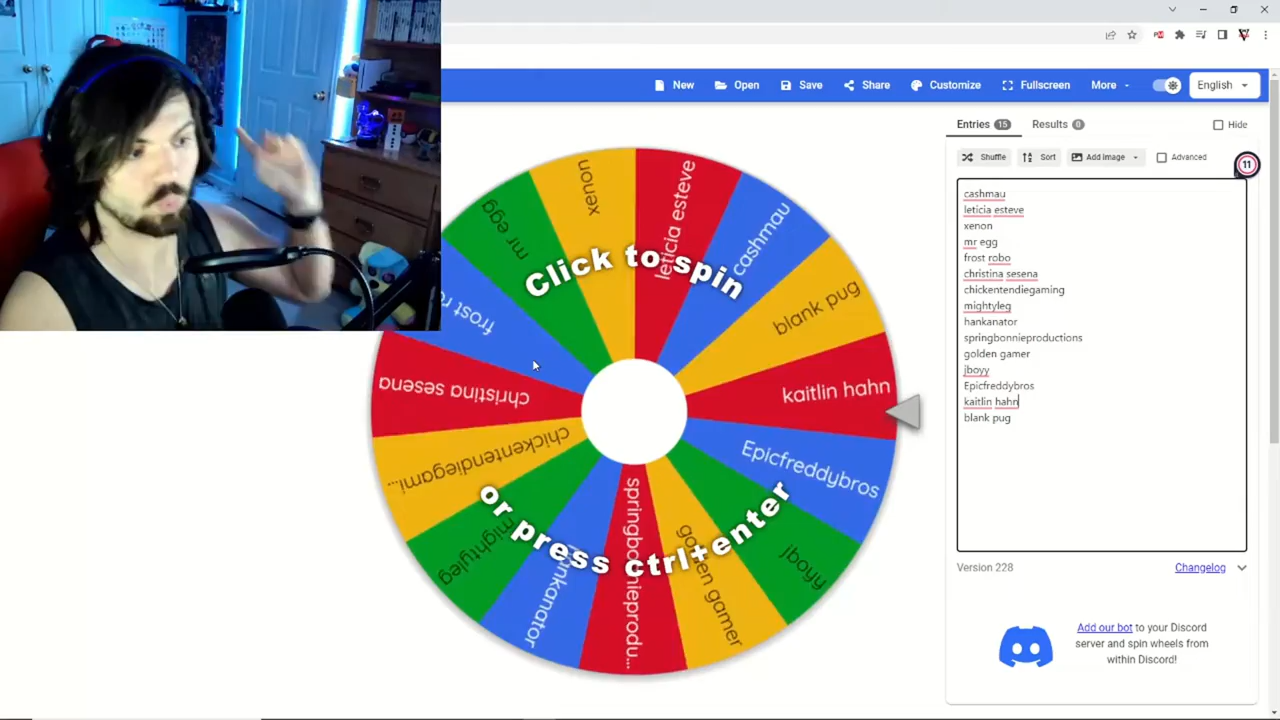 New
Open
Save
Share
Customize
Fullscreen
More
English
Entries 15
Results 0
Hide
Shuffle
Sort
Add image
Advanced
11
cashmau
leticia esteve
xenon
mr egg
frost robo
christina sesena
chickentendiegaming
mightyleg
hankanator
springbonnieproductions
golden gamer
jboyy
Epicfreddybros
kaitlin hahn
blank pug
Version 228
Changelog
Add our bot to your Discord
server and spin wheels from
within Discord!
Click to spin
or press ctrl+enter
xenon
leticia esteve
cashmau
blank pug
kaitlin hahn
Epicfreddybros
jboyy
golden gamer
springbonnieprodu...
hankanator
mightyleg
chickentendiegami...
christina sesena
frost
mr egg